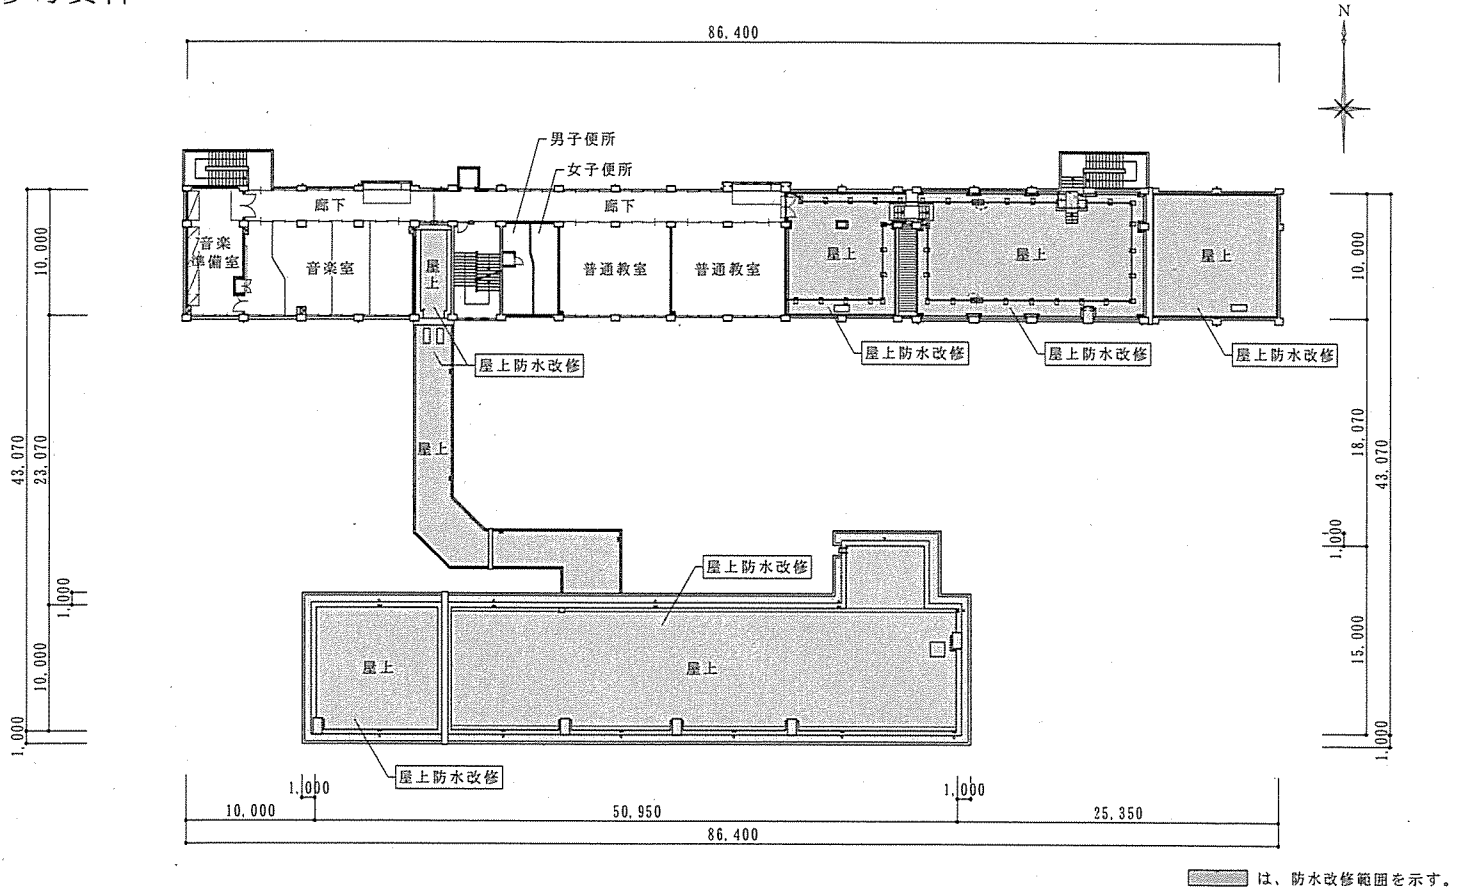 N
86,400
男子便所
女子便所
廊下
廊下
音楽
準備室
音楽室
屋上
普通教室
普通教室
屋上
屋上
屋上
屋上防水改修
屋上防水改修
屋上防水改修
屋上防水改修
屋上
屋上防水改修
屋上
屋上
屋上防水改修
10,000
43,070
23,070
1,000
10,000
1,000
10,000
18,070
43,070
1,000
15,000
1,000
1,000
1,000
10,000
50,950
25,350
86,400
は、防水改修範囲を示す。